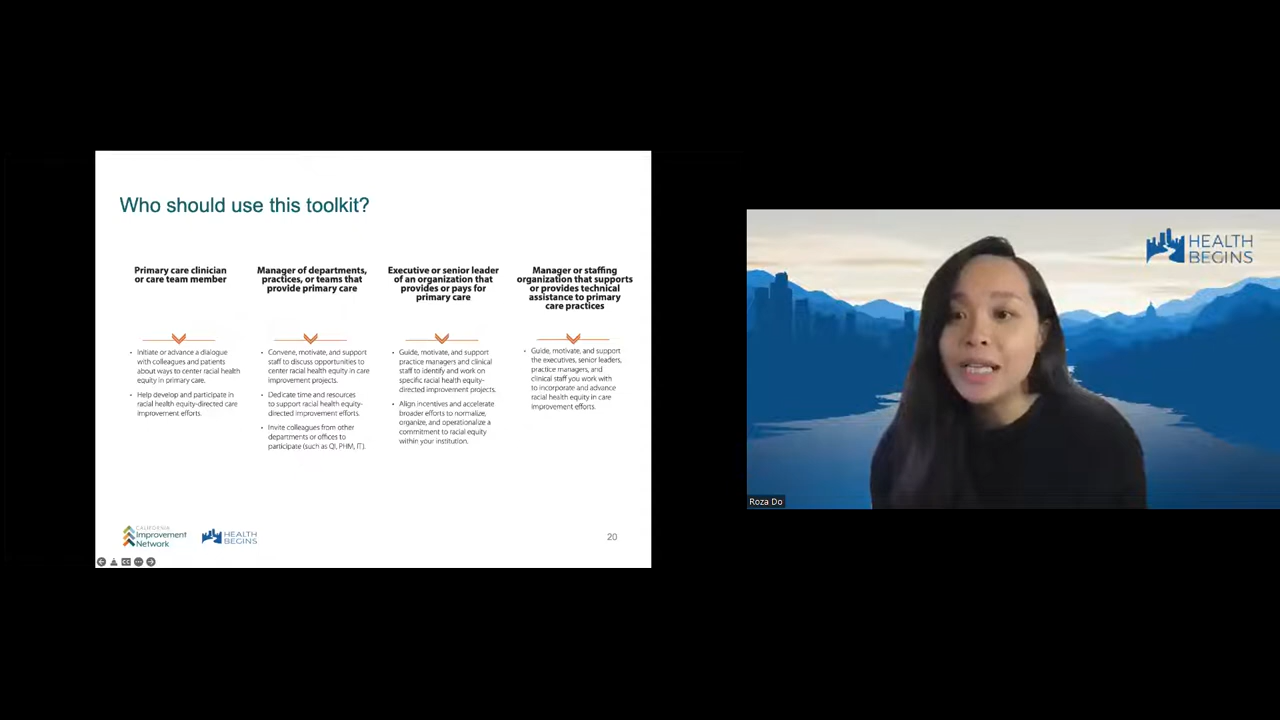 Who should use this toolkit?
Primary care clinician
or care team member
Initiate or advance a dialogue
with colleagues and patients
about ways to center racial health
equity in primary care.
Help develop and participate in
racial health equity-directed care
improvement efforts.
Manager of departments,
practices, or teams that
provide primary care
Convene, motivate, and support
staff to discuss opportunities to
center racial health equity in care
improvement projects.
Dedicate time and resources
to support racial health equity-
directed improvement efforts.
Invite colleagues from other
departments or offices to
participate (such as QI, PHM, IT).
Executive or senior leader
of an organization that
provides or pays for
primary care
Guide, motivate, and support
practice managers and clinical
staff to identify and work on
specific racial health equity-
directed improvement projects.
Align incentives and accelerate
broader efforts to normalize,
organize, and operationalize a
commitment to racial equity
within your institution.
Manager or staffing
organization that supports
or provides technical
assistance to primary
care practices
Guide, motivate, and support
the executives, senior leaders,
practice managers, and
clinical staff you work with
to incorporate and advance
racial health equity in care
improvement efforts.
CALIFORNIA
Improvement
Network
HEALTH
BEGINS
20
HEALTH
BEGINS
Roza Do